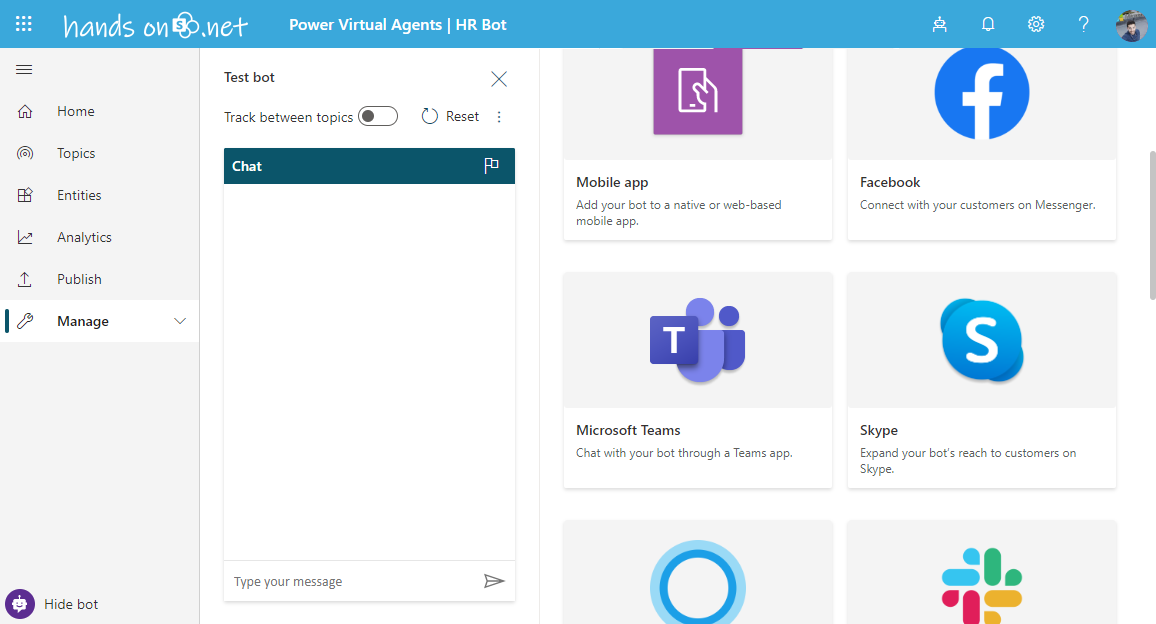 hands on S .net
Power Virtual Agents | HR Bot
?
Home
Topics
Entities
Analytics
Publish
Manage
Hide bot
Test bot
Track between topics
Reset
Chat
Type your message
Mobile app
Add your bot to a native or web-based
mobile app.
Facebook
Connect with your customers on Messenger.
T
Microsoft Teams
Chat with your bot through a Teams app.
S
Skype
Expand your bot's reach to customers on
Skype.